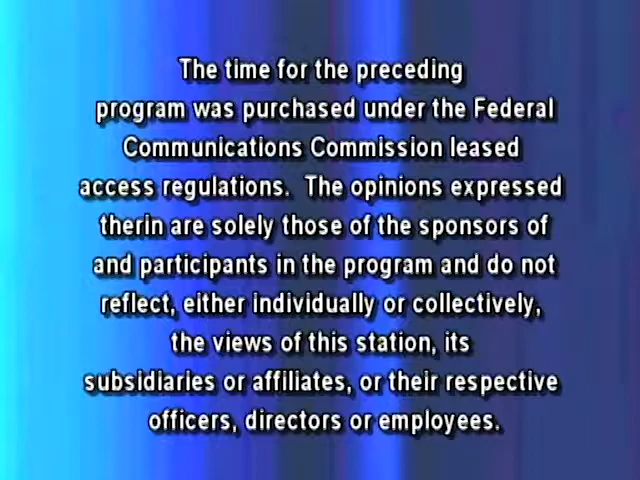 The time for the preceding
program was purchased under the Federal
Communications Commission leased
access regulations.  The opinions expressed
therin are solely those of the sponsors of
and participants in the program and do not
reflect, either individually or collectively,
the views of this station, its
subsidiaries or affiliates, or their respective
officers, directors or employees.